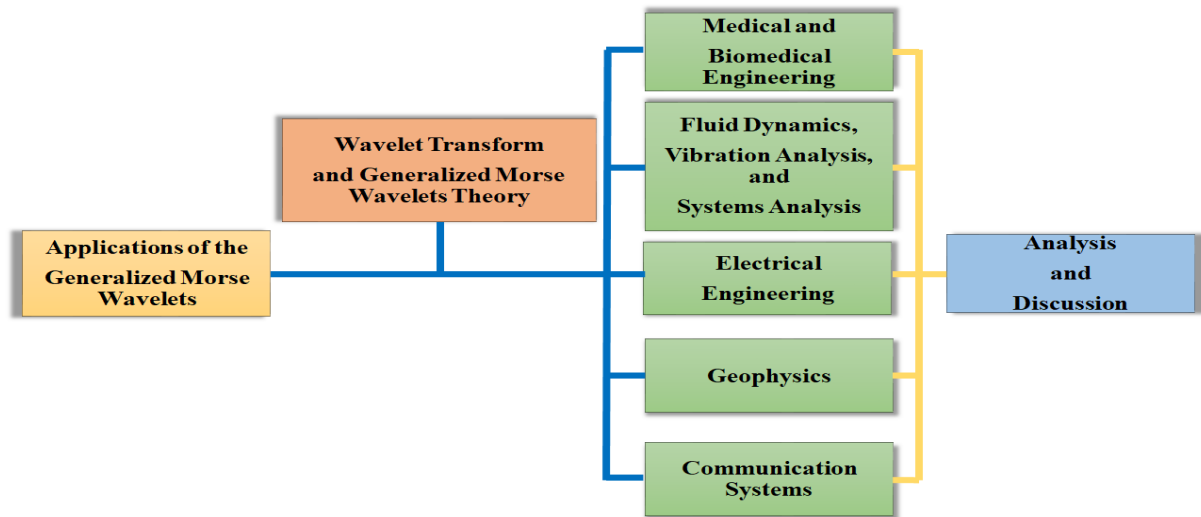 Applications of the
Generalized Morse
Wavelets
Wavelet Transform
and Generalized Morse
Wavelets Theory
Medical and
Biomedical
Engineering
Fluid Dynamics,
Vibration Analysis,
and
Systems Analysis
Electrical
Engineering
Geophysics
Communication
Systems
Analysis
and
Discussion